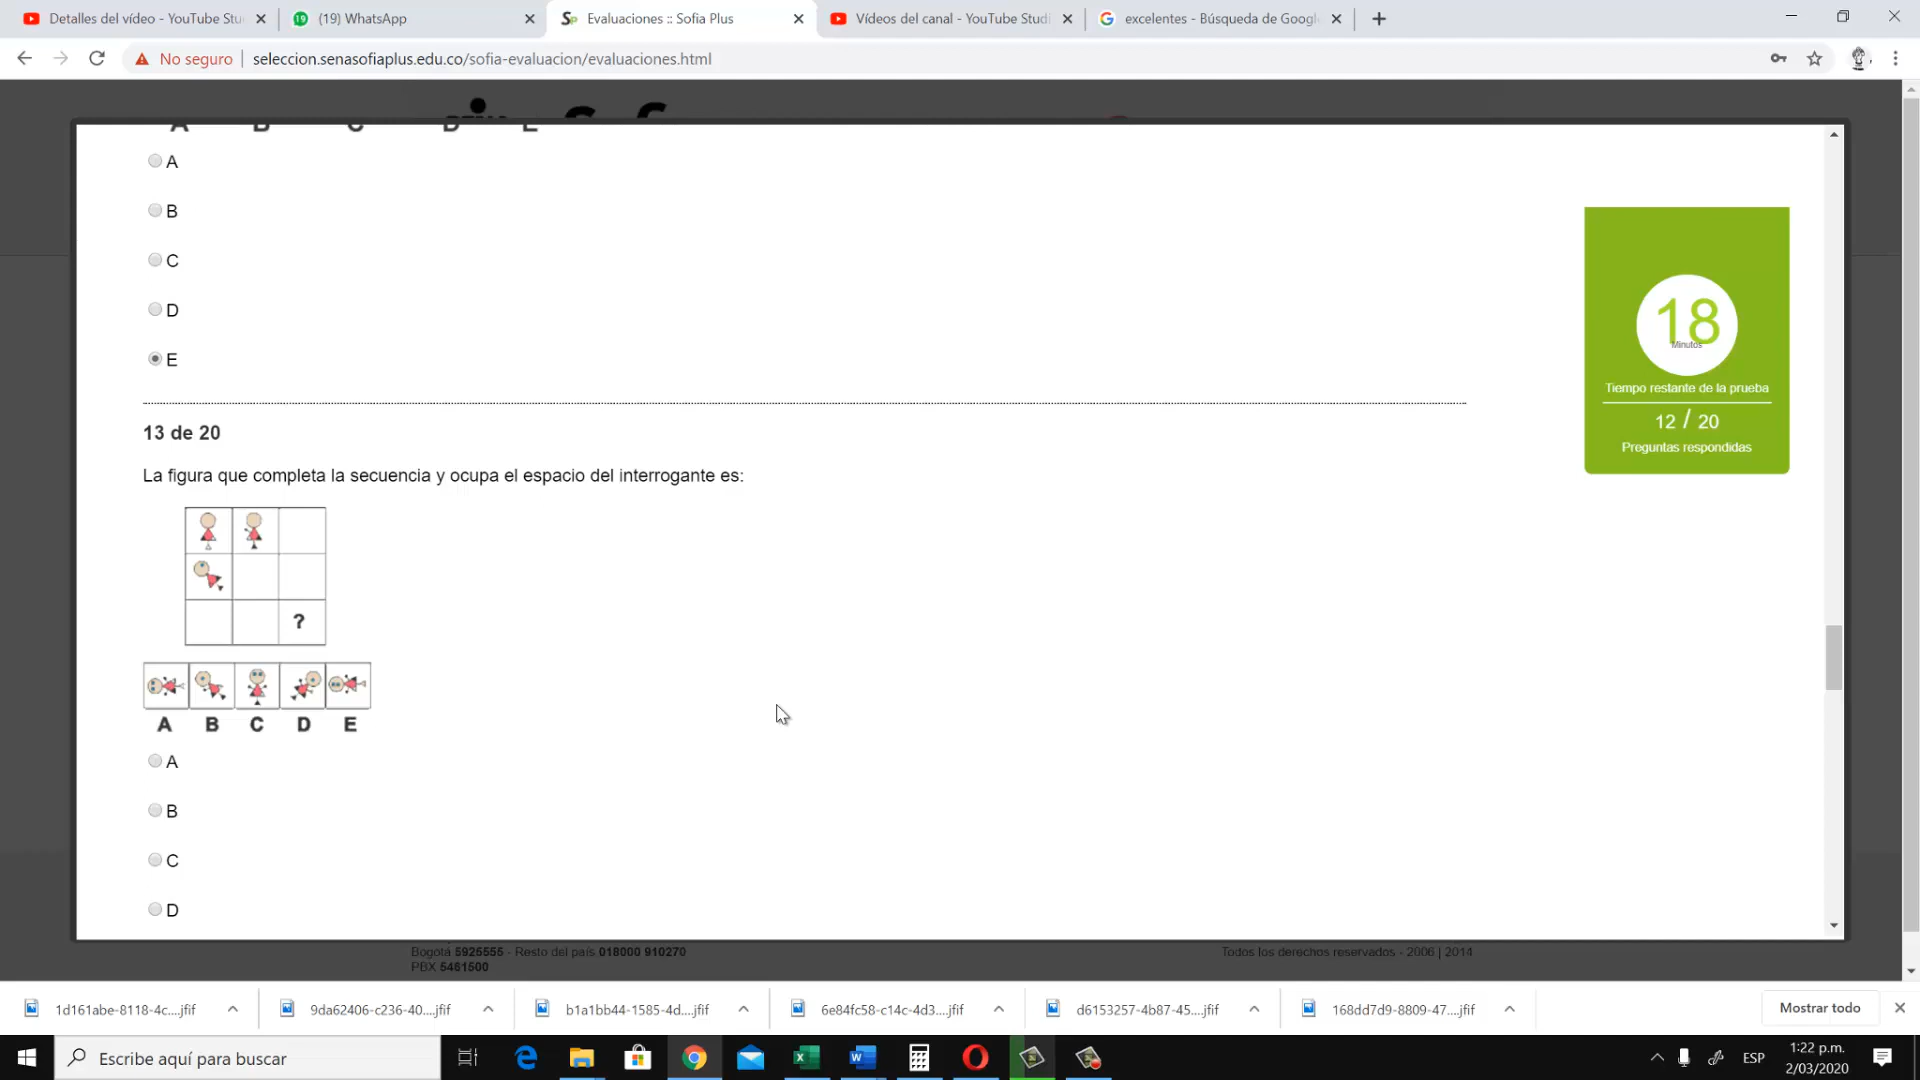 Detalles del vídeo - YouTube Stu
(19) WhatsApp
Evaluaciones :: Sofia Plus
Vídeos del canal - YouTube Studi
excelentes - Búsqueda de Googl
No seguro
seleccion.senasofiaplus.edu.co/sofia-evaluacion/evaluaciones.html
A B C D E
A
B
C
D
E
18
Minutos
Tiempo restante de la prueba
12 / 20
Preguntas respondidas
13 de 20
La figura que completa la secuencia y ocupa el espacio del interrogante es:
?
A B C D E
A
B
C
D
Bogotá 5925555 - Resto del país 018000 910270
PBX 5461500
Todos los derechos reservados - 2006 | 2014
1d161abe-8118-4c....jfif
9da62406-c236-40....jfif
b1a1bb44-1585-4d....jfif
6e84fc58-c14c-4d3....jfif
d6153257-4b87-45....jfif
168dd7d9-8809-47....jfif
Mostrar todo
Escribe aquí para buscar
ESP
1:22 p.m.
2/03/2020